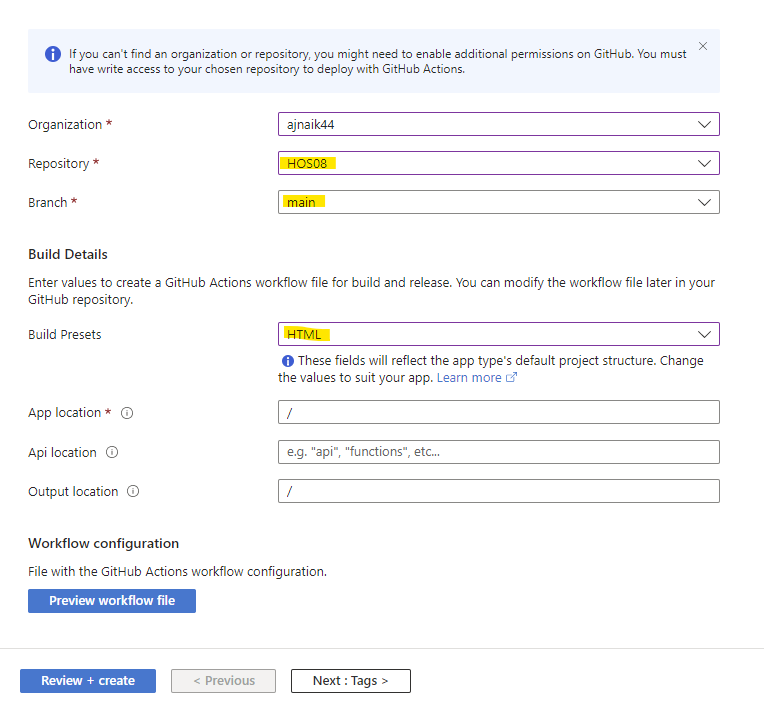 If you can't find an organization or repository, you might need to enable additional permissions on GitHub. You must
have write access to your chosen repository to deploy with GitHub Actions.
Organization *
ajnaik44
Repository *
HOS08
Branch *
main
Build Details
Enter values to create a GitHub Actions workflow file for build and release. You can modify the workflow file later in your
GitHub repository.
Build Presets
HTML
These fields will reflect the app type's default project structure. Change
the values to suit your app. Learn more
App location *
/
Api location
e.g. "api", "functions", etc...
Output location
/
Workflow configuration
File with the GitHub Actions workflow configuration.
Preview workflow file
Review + create
< Previous
Next : Tags >